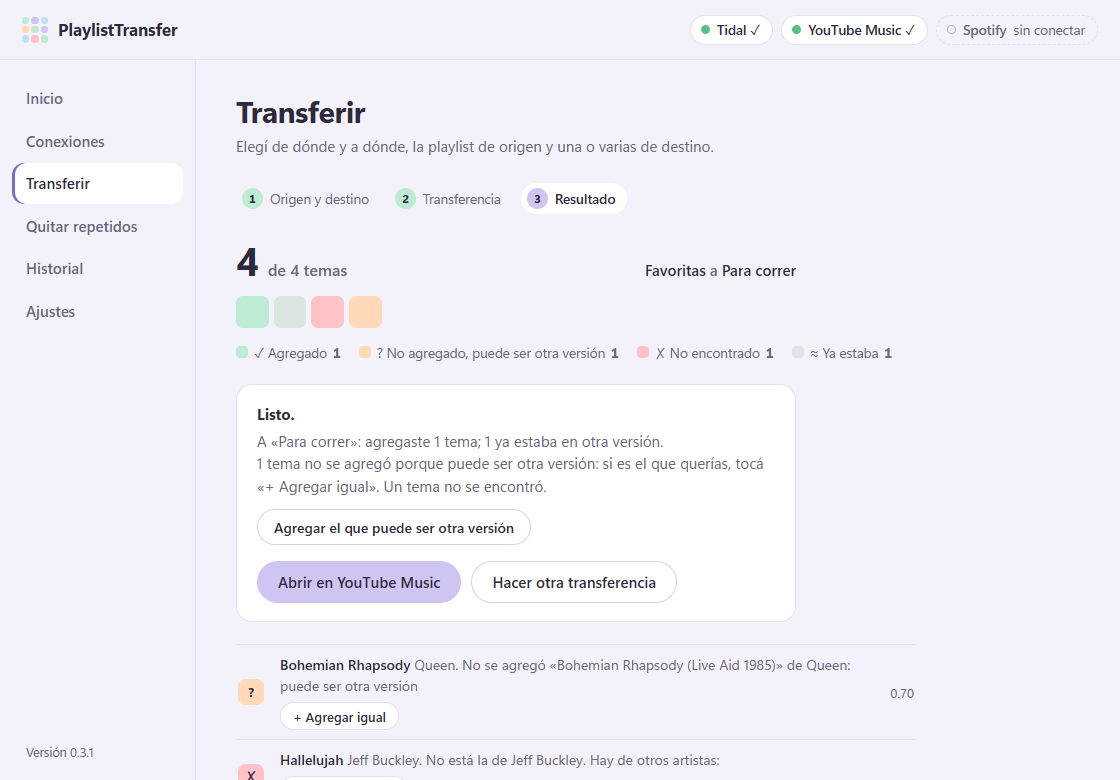 PlaylistTransfer
Tidal ✓
YouTube Music ✓
Spotify sin conectar
Inicio
Conexiones
Transferir
Quitar repetidos
Historial
Ajustes
Versión 0.3.1
Transferir
Elegí de dónde y a dónde, la playlist de origen y una o varias de destino.
1 Origen y destino
2 Transferencia
3 Resultado
4 de 4 temas
Favoritas a Para correr
✓ Agregado 1
? No agregado, puede ser otra versión 1
✗ No encontrado 1
≈ Ya estaba 1
Listo.
A «Para correr»: agregaste 1 tema; 1 ya estaba en otra versión.
1 tema no se agregó porque puede ser otra versión: si es el que querías, tocá
«+ Agregar igual». Un tema no se encontró.
Agregar el que puede ser otra versión
Abrir en YouTube Music
Hacer otra transferencia
? Bohemian Rhapsody Queen. No se agregó «Bohemian Rhapsody (Live Aid 1985)» de Queen:
puede ser otra versión
0.70
+ Agregar igual
✗ Hallelujah Jeff Buckley. No está la de Jeff Buckley. Hay de otros artistas: